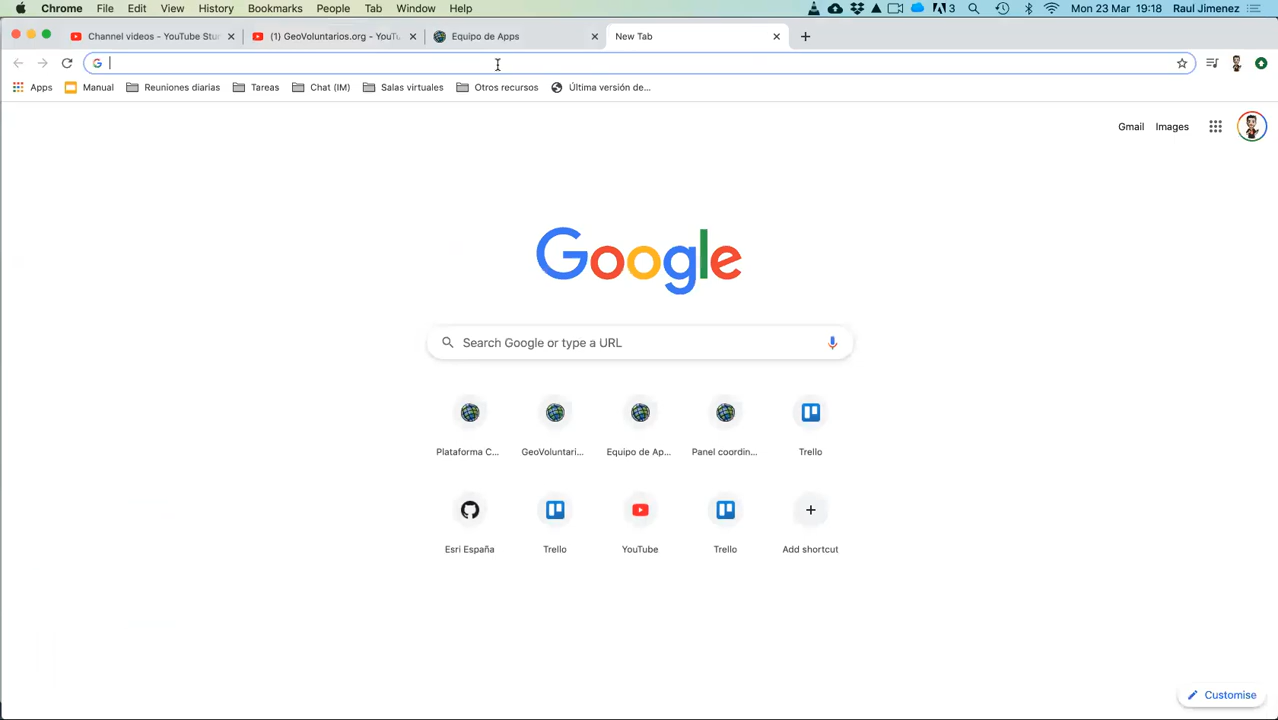 Chrome File Edit View History Bookmarks People Tab Window Help 3 Mon 23 Mar 19:18 Raul Jimenez
Channel videos - YouTube Stu (1) GeoVoluntarios.org - YouTu Equipo de Apps New Tab
G
Apps Manual Reuniones diarias Tareas Chat (IM) Salas virtuales Otros recursos Última versión de...
Gmail Images
Google
Search Google or type a URL
Plataforma C... GeoVoluntari... Equipo de Ap... Panel coordin... Trello
Esri España Trello YouTube Trello Add shortcut
Customise